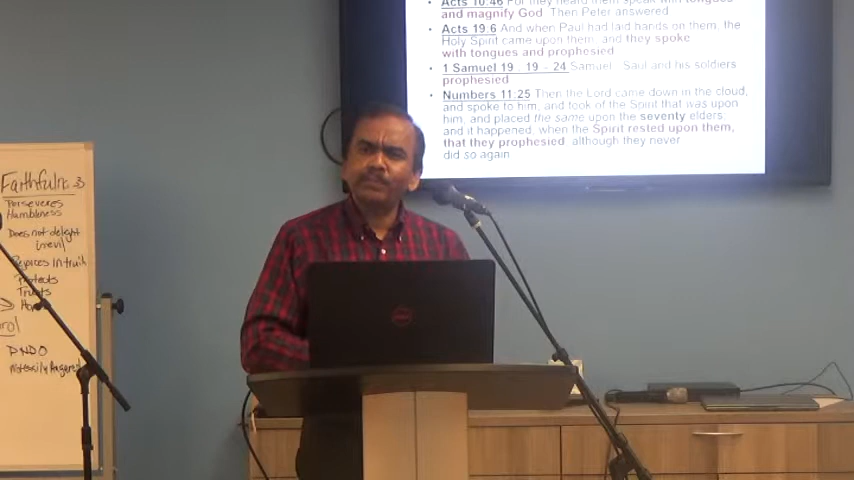 • Acts 10:46 For they heard them speak with tongues
and magnify God. Then Peter answered
• Acts 19:6 And when Paul had laid hands on them, the
Holy Spirit came upon them, and they spoke
with tongues and prophesied
• 1 Samuel 19 : 19 - 24 Samuel, Saul and his soldiers
prophesied
• Numbers 11:25 Then the Lord came down in the cloud,
and spoke to him, and took of the Spirit that was upon
him, and placed the same upon the seventy elders;
and it happened, when the Spirit rested upon them,
that they prophesied, although they never
did so again
Faithfulne
Perseveres
Humbleness
Does not delight
in evil
Rejoices in truth
Protects
Trusts
Ho
rol
DNDO
DELL